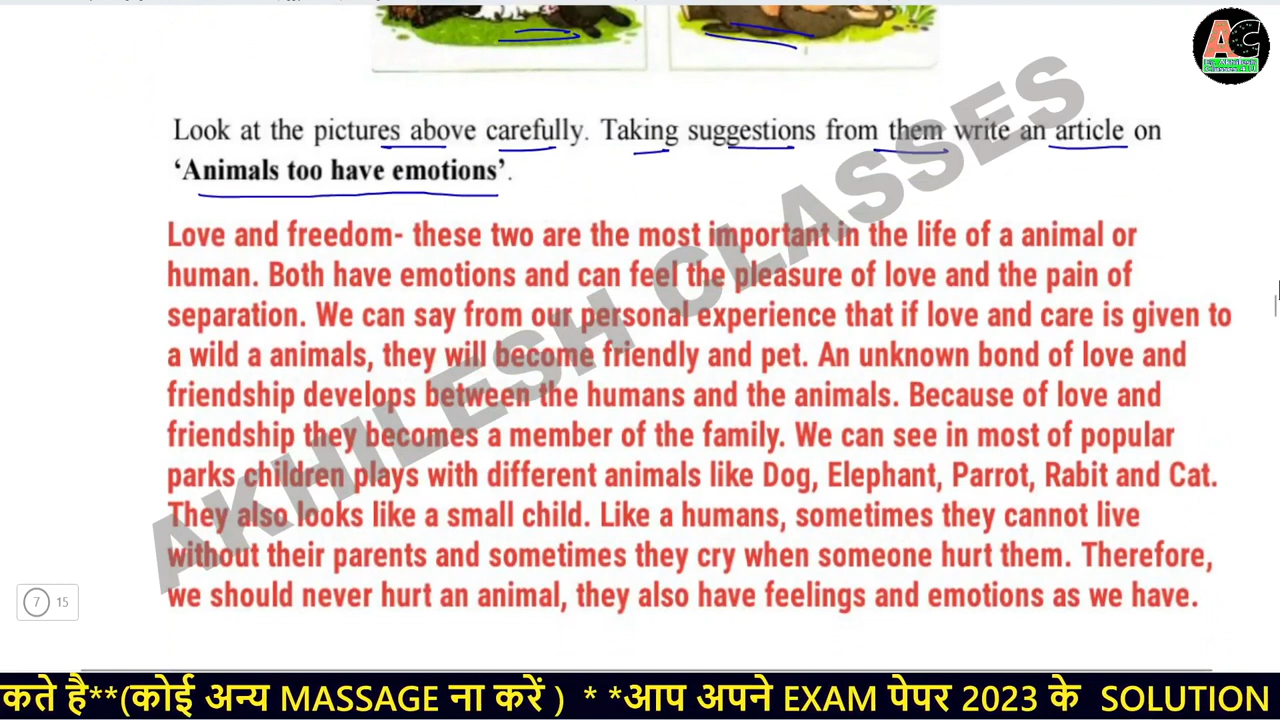 AC
By Akhilesh
Classes 4 U
Look at the pictures above carefully. Taking suggestions from them write an article on
‘Animals too have emotions’.
Love and freedom- these two are the most important in the life of a animal or
human. Both have emotions and can feel the pleasure of love and the pain of
separation. We can say from our personal experience that if love and care is given to
a wild a animals, they will become friendly and pet. An unknown bond of love and
friendship develops between the humans and the animals. Because of love and
friendship they becomes a member of the family. We can see in most of popular
parks children plays with different animals like Dog, Elephant, Parrot, Rabit and Cat.
They also looks like a small child. Like a humans, sometimes they cannot live
without their parents and sometimes they cry when someone hurt them. Therefore,
we should never hurt an animal, they also have feelings and emotions as we have.
AKHILESH CLASSES
7 15
कते है**(कोई अन्य MASSAGE ना करें ) * *आप अपने EXAM पेपर 2023 के SOLUTION